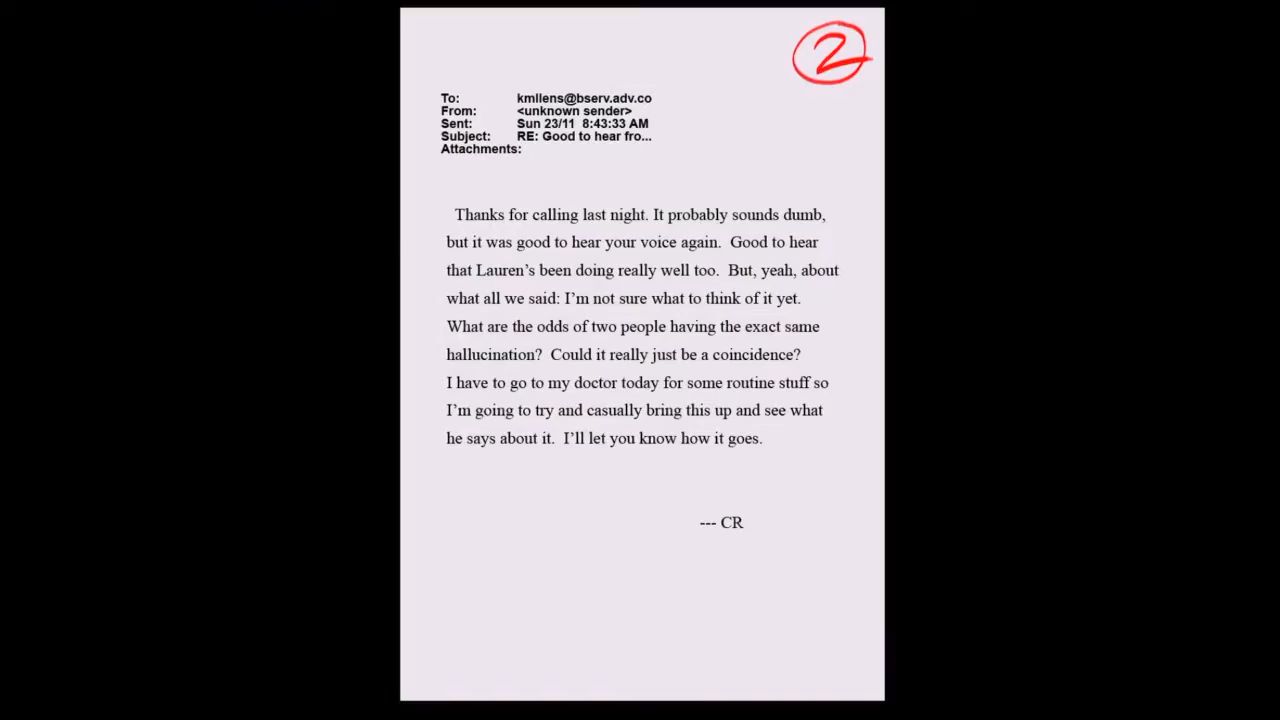 2
To: kmllens@bserv.adv.co
From: <unknown sender>
Sent: Sun 23/11 8:43:33 AM
Subject: RE: Good to hear fro...
Attachments:
Thanks for calling last night. It probably sounds dumb,
but it was good to hear your voice again. Good to hear
that Lauren’s been doing really well too. But, yeah, about
what all we said: I’m not sure what to think of it yet.
What are the odds of two people having the exact same
hallucination? Could it really just be a coincidence?
I have to go to my doctor today for some routine stuff so
I’m going to try and casually bring this up and see what
he says about it. I’ll let you know how it goes.
--- CR